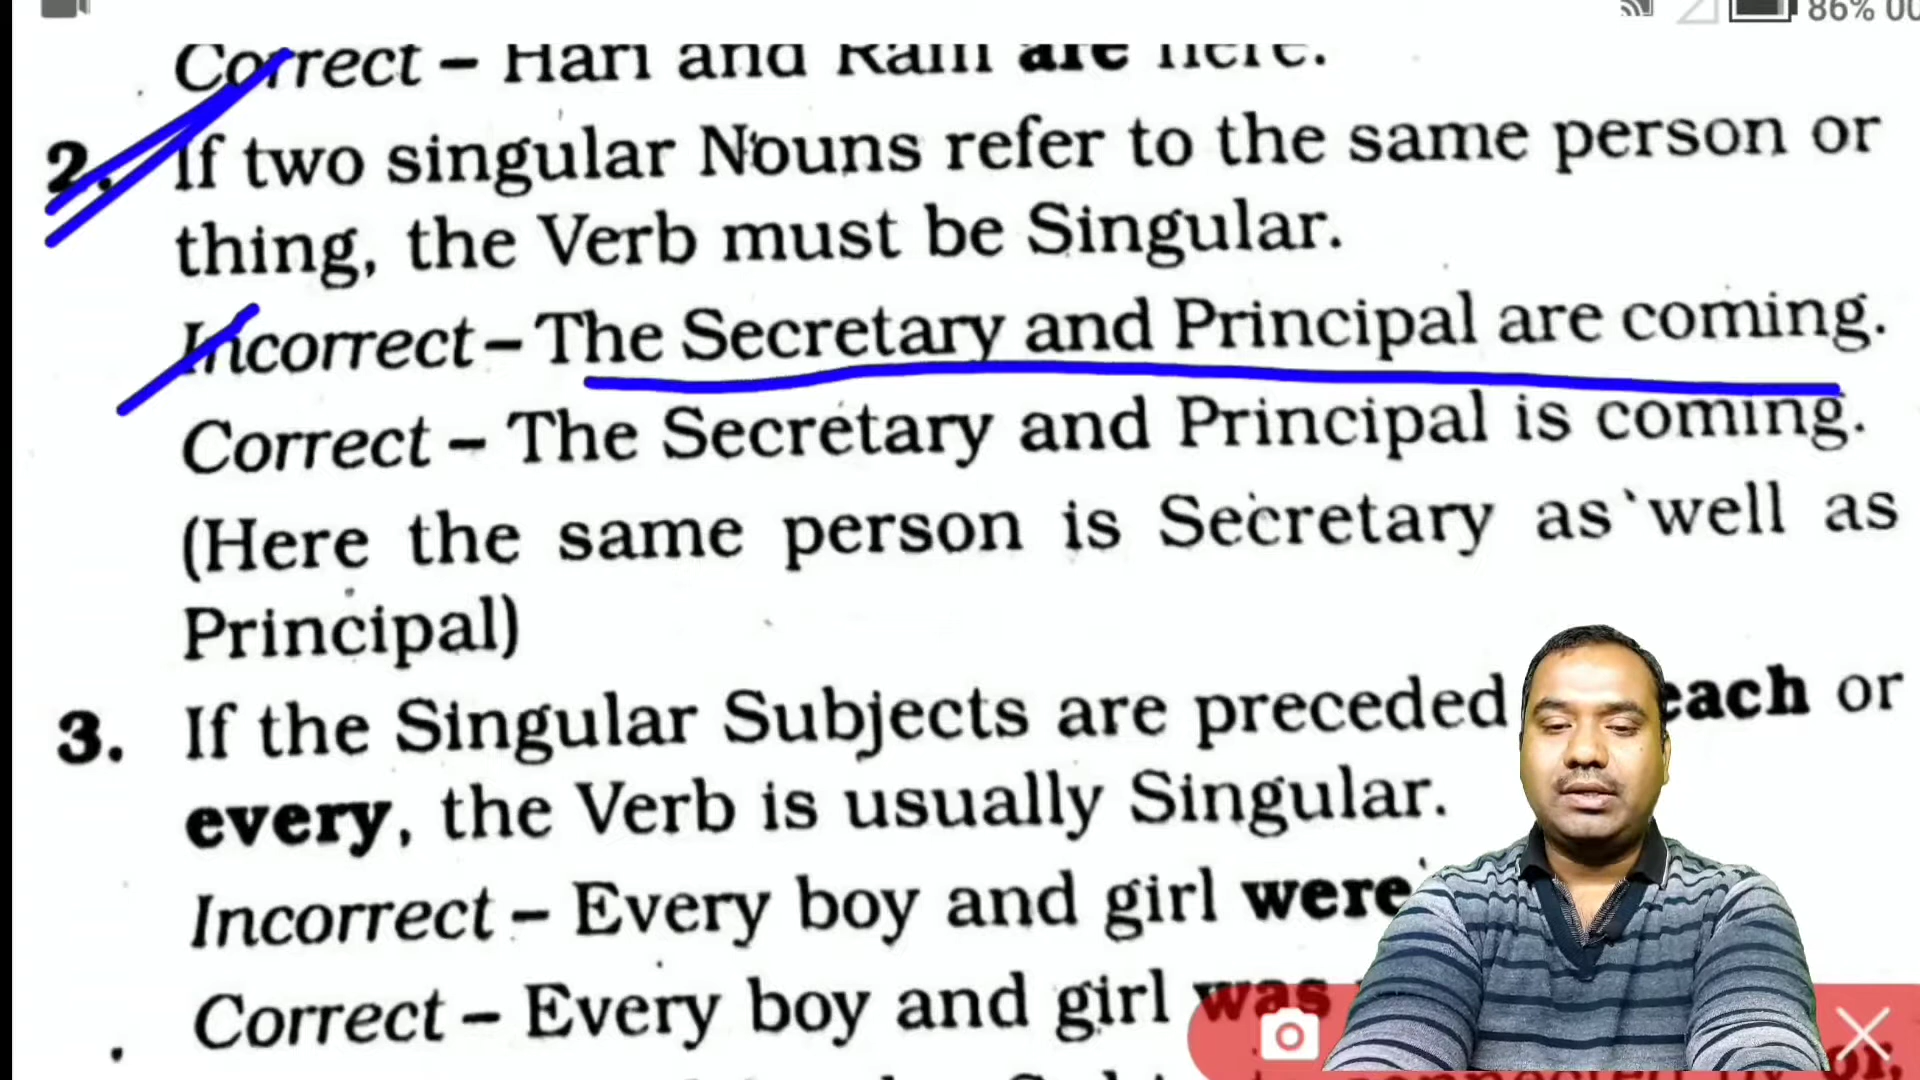 86% 00
Correct – Hari and Ram are here.
2. If two singular Nouns refer to the same person or
thing, the Verb must be Singular.
Incorrect – The Secretary and Principal are coming.
Correct – The Secretary and Principal is coming.
(Here the same person is Secretary as well as
Principal)
3. If the Singular Subjects are preceded each or
every, the Verb is usually Singular.
Incorrect – Every boy and girl were
Correct – Every boy and girl was
or,